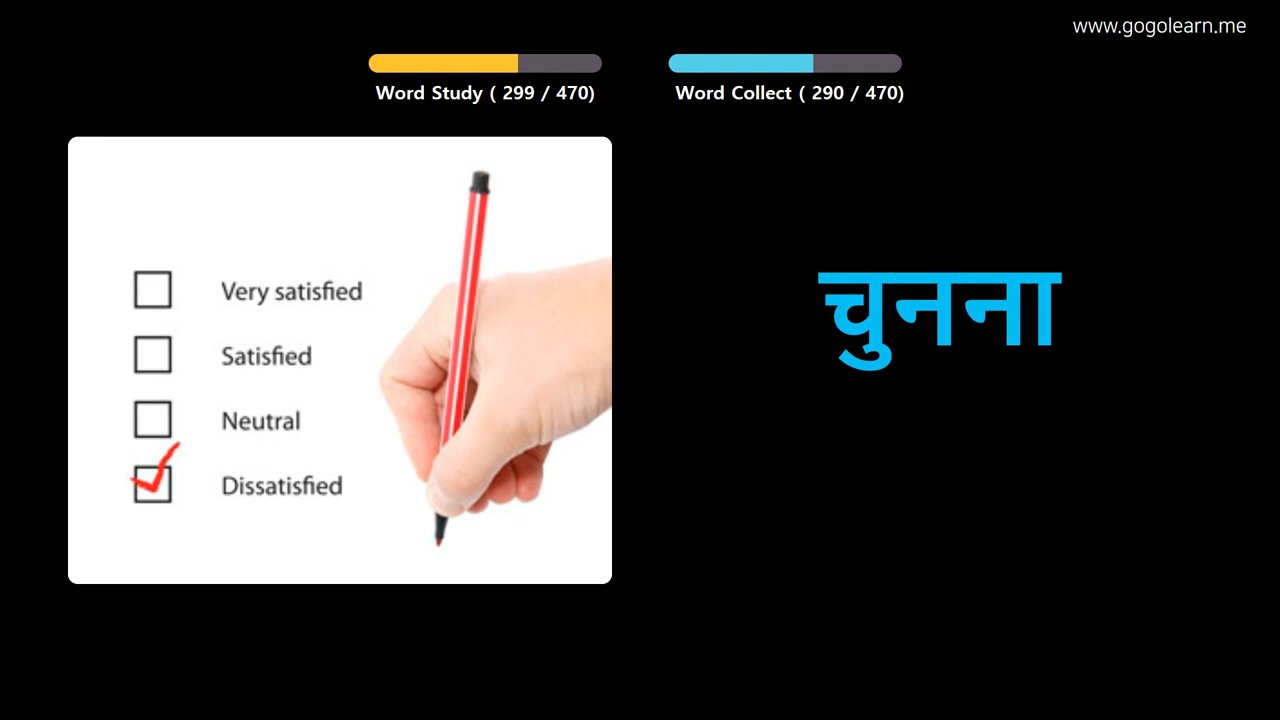 www.gogolearn.me
Word Study ( 299 / 470)
Word Collect ( 290 / 470)
Very satisfied
Satisfied
Neutral
Dissatisfied
चुनना